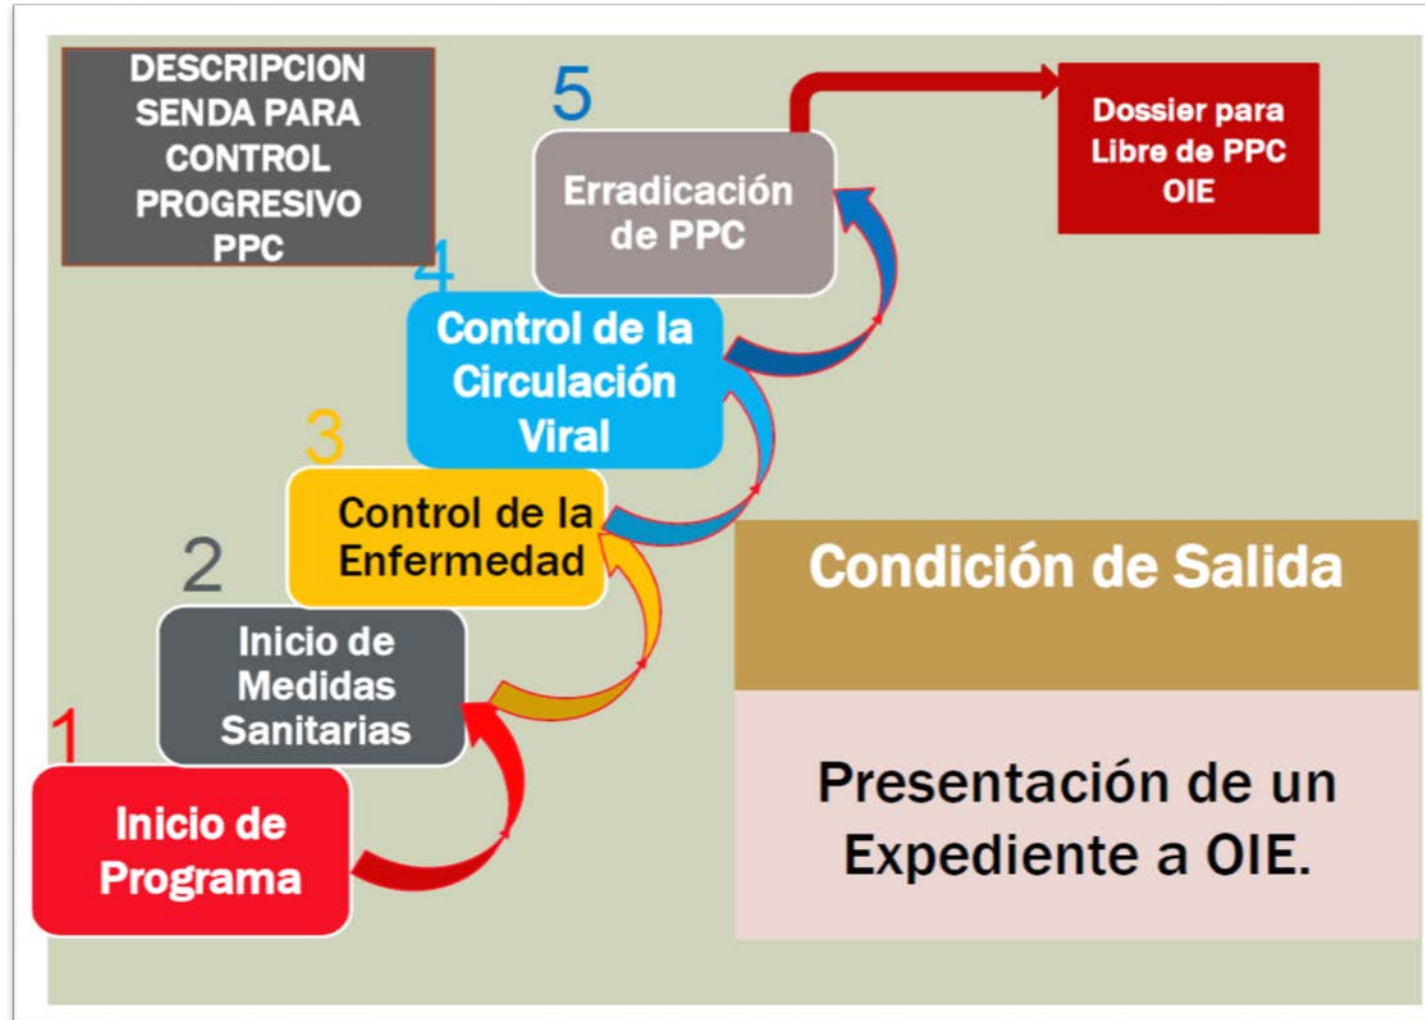 DESCRIPCION
SENDA PARA
CONTROL
PROGRESIVO
PPC
5
Erradicación
de PPC
Dossier para
Libre de PPC
OIE
4
Control de la
Circulación
Viral
3
Control de la
Enfermedad
2
Inicio de
Medidas
Sanitarias
1
Inicio de
Programa
Condición de Salida
Presentación de un
Expediente a OIE.